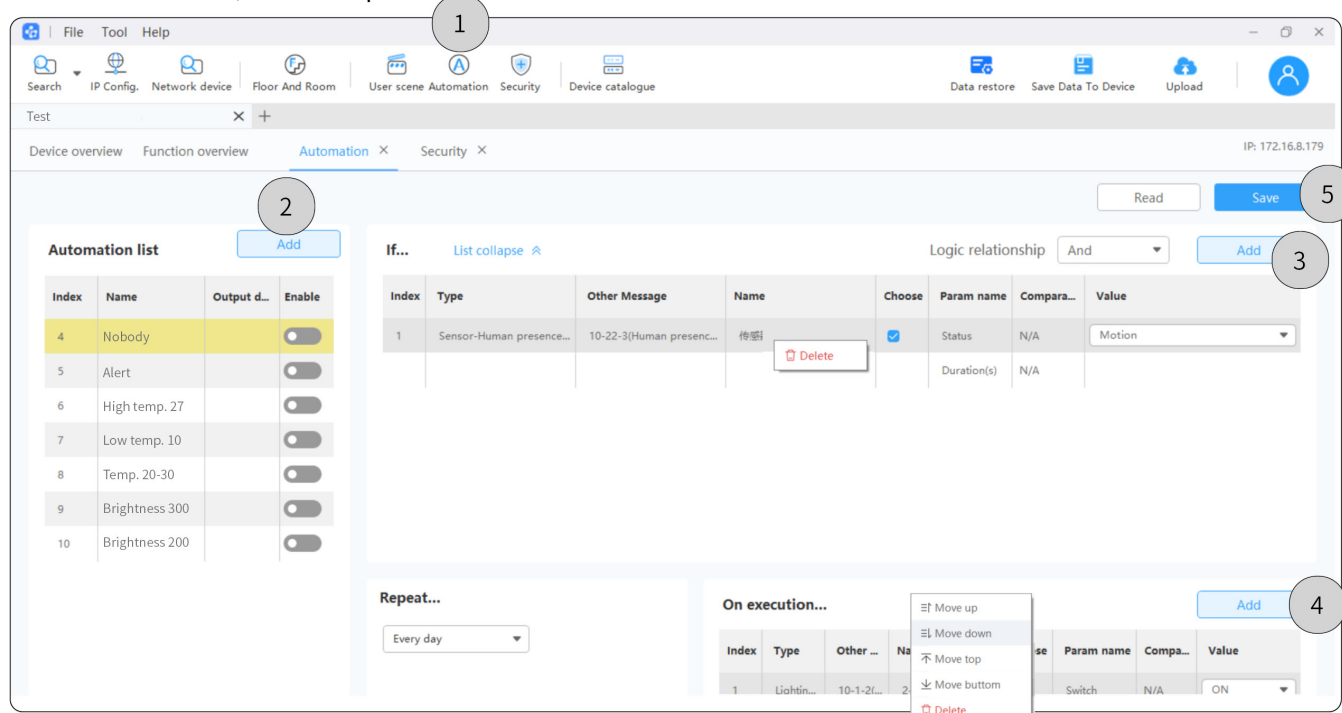 1
File Tool Help
Search IP Config. Network device Floor And Room User scene Automation Security Device catalogue Data restore Save Data To Device Upload
Test
Device overview Function overview Automation Security IP: 172.16.8.179
Read Save 5
2
Automation list Add
If... List collapse Logic relationship And Add 3
Index Name Output d... Enable
Index Type Other Message Name Choose Param name Compara... Value
4 Nobody
1 Sensor-Human presence... 10-22-3(Human presenc... 传感 Status N/A Motion
Delete
5 Alert
Duration(s) N/A
6 High temp. 27
7 Low temp. 10
8 Temp. 20-30
9 Brightness 300
10 Brightness 200
Repeat...
Every day
On execution... Add 4
Move up
Move down
Move top
Move buttom
Delete
Index Type Other ... Na se Param name Compa... Value
1 Lightin... 10-1-2(... 2- Switch N/A ON